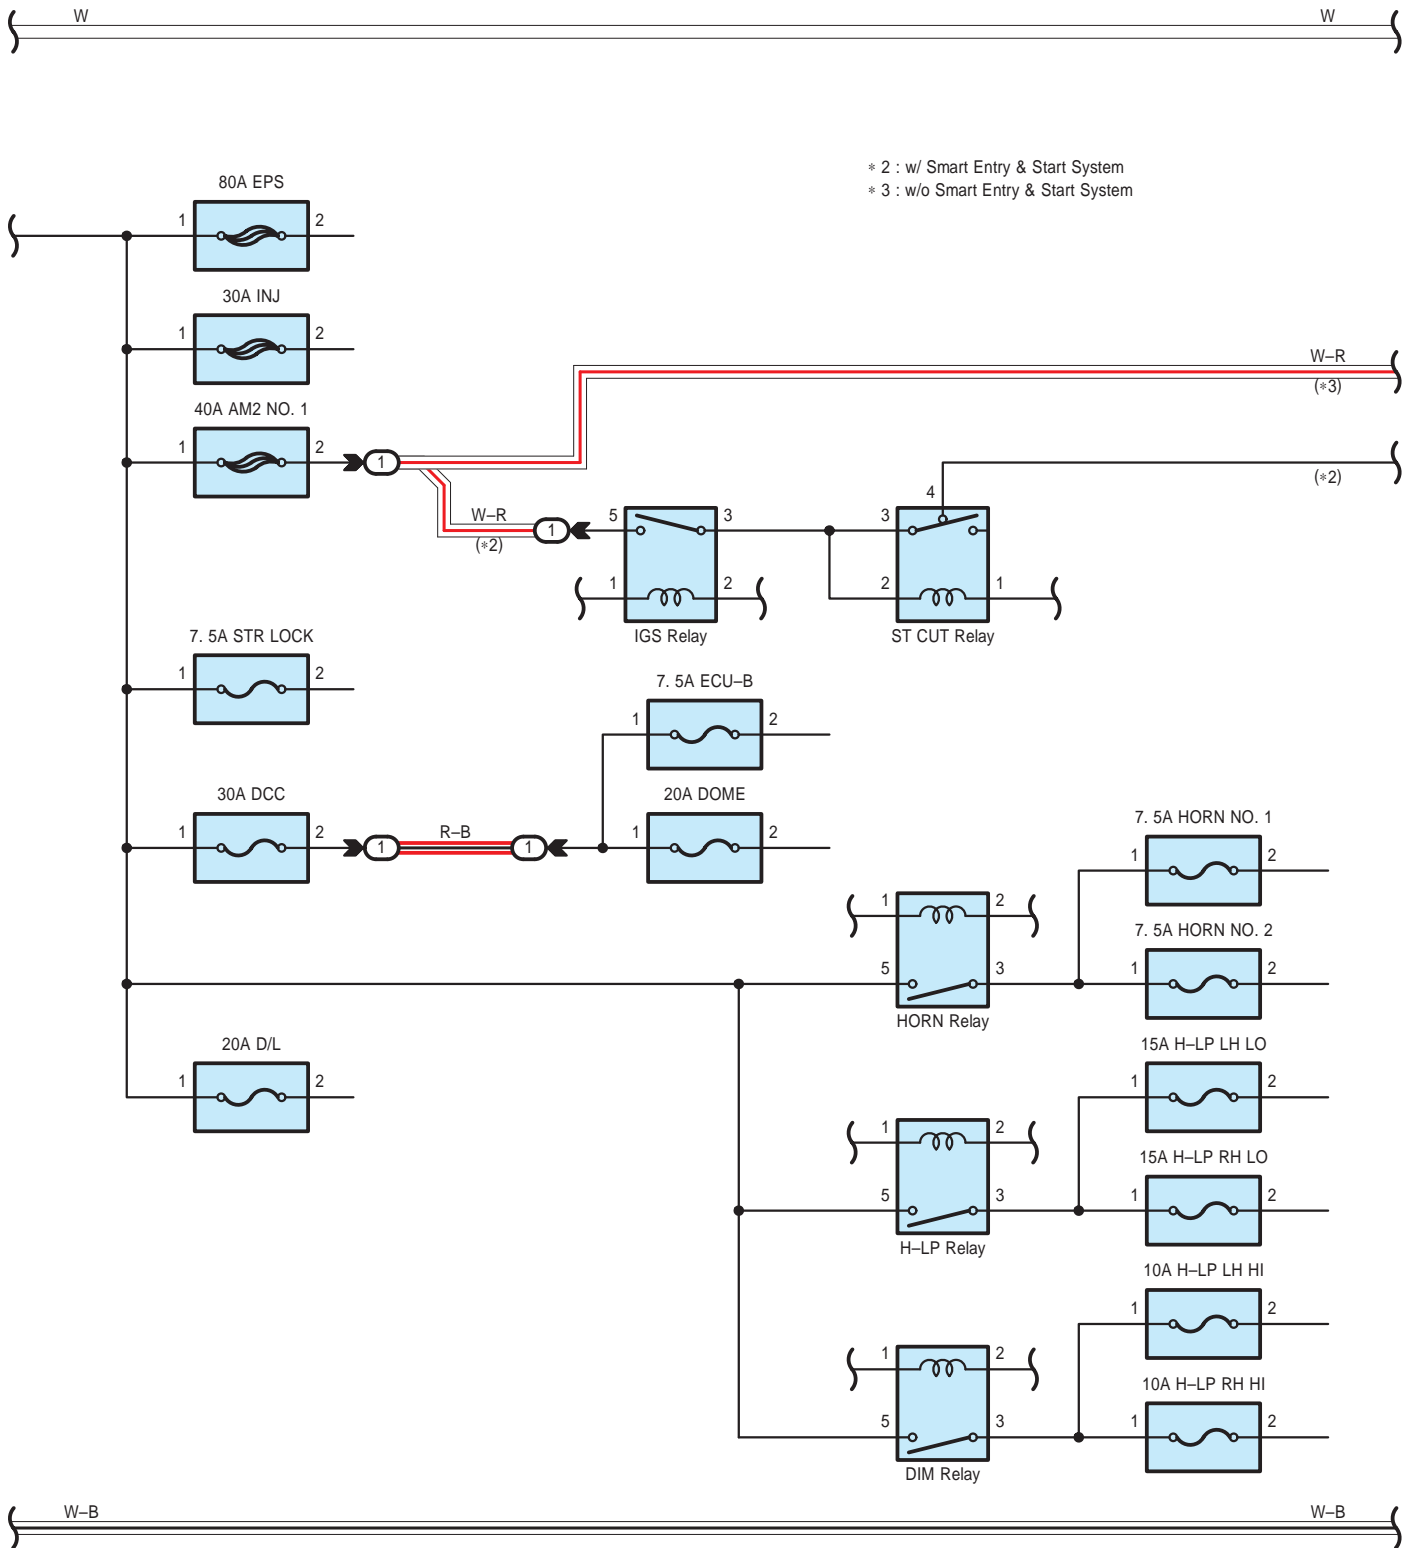 W W
* 2 : w/ Smart Entry & Start System
* 3 : w/o Smart Entry & Start System
80A EPS
1 2
30A INJ
1 2
W–R
(*3)
40A AM2 NO. 1
1 2
1
(*2)
4
W–R
(*2)
1
5 3
3
1 2
2 1
IGS Relay
ST CUT Relay
7. 5A STR LOCK
1 2
7. 5A ECU–B
1 2
30A DCC
1 2
1
R–B
1
20A DOME
1 2
7. 5A HORN NO. 1
1 2
1 2
5 3
HORN Relay
7. 5A HORN NO. 2
1 2
20A D/L
1 2
15A H–LP LH LO
1 2
1 2
5 3
H–LP Relay
15A H–LP RH LO
1 2
10A H–LP LH HI
1 2
1 2
5 3
DIM Relay
10A H–LP RH HI
1 2
W–B W–B